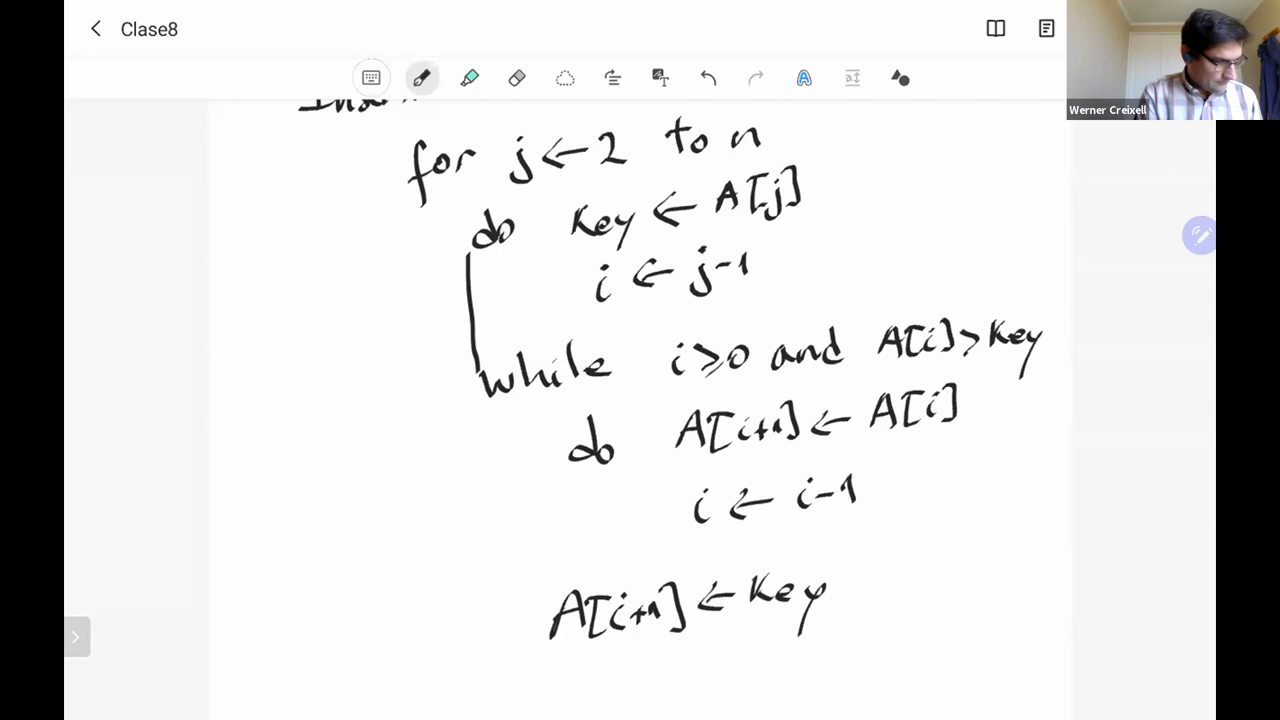 Clase8
Werner Creixell
for j ← 2 to n
do key ← A[j]
i ← j-1
while i ≥ 0 and A[i] > key
do A[i+1] ← A[i]
i ← i-1
A[i+1] ← key